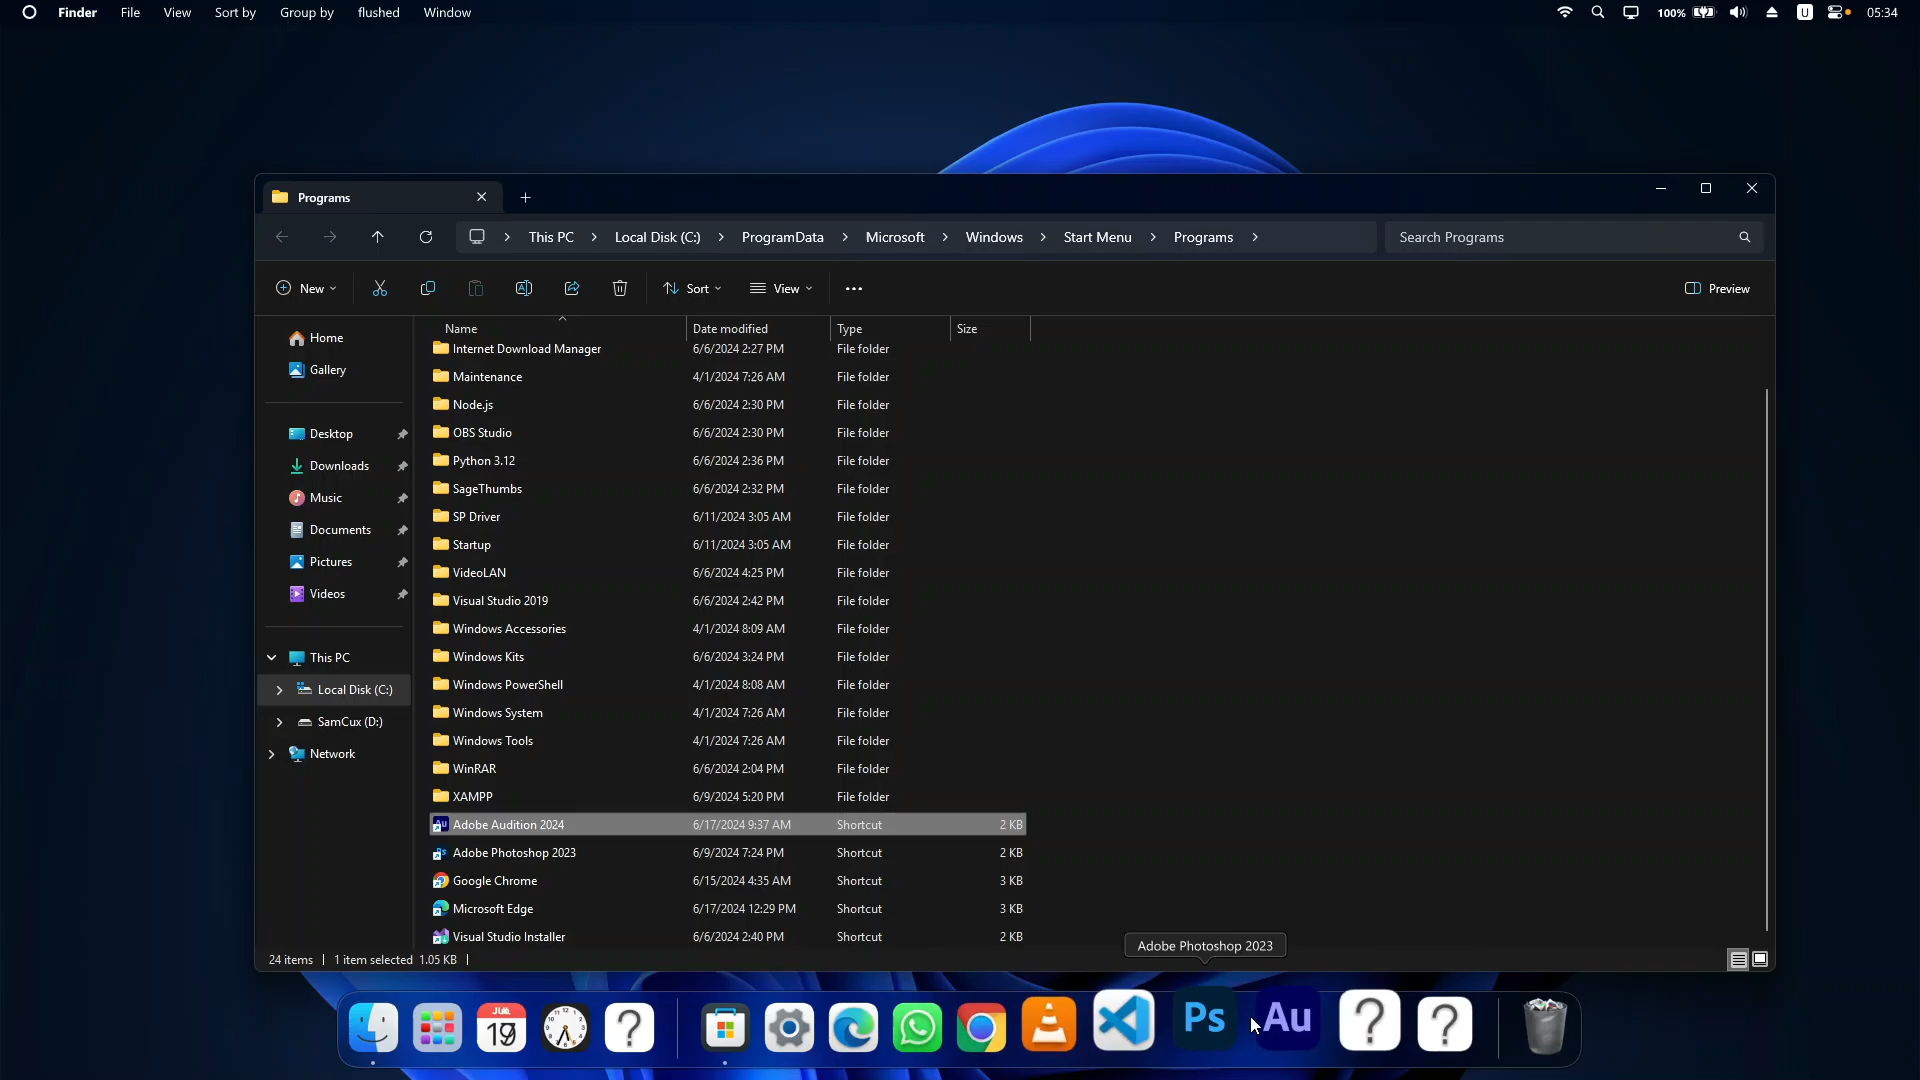 Finder File View Sort by Group by flushed Window 100% U 05:34
Programs
This PC Local Disk (C:) ProgramData Microsoft Windows Start Menu Programs Search Programs
New Sort View Preview
Home
Gallery
Desktop
Downloads
Music
Documents
Pictures
Videos
This PC
Local Disk (C:)
SamCux (D:)
Network
Name Date modified Type Size
Internet Download Manager 6/6/2024 2:27 PM File folder
Maintenance 4/1/2024 7:26 AM File folder
Node.js 6/6/2024 2:30 PM File folder
OBS Studio 6/6/2024 2:30 PM File folder
Python 3.12 6/6/2024 2:36 PM File folder
SageThumbs 6/6/2024 2:32 PM File folder
SP Driver 6/11/2024 3:05 AM File folder
Startup 6/11/2024 3:05 AM File folder
VideoLAN 6/6/2024 4:25 PM File folder
Visual Studio 2019 6/6/2024 2:42 PM File folder
Windows Accessories 4/1/2024 8:09 AM File folder
Windows Kits 6/6/2024 3:24 PM File folder
Windows PowerShell 4/1/2024 8:08 AM File folder
Windows System 4/1/2024 7:26 AM File folder
Windows Tools 4/1/2024 7:26 AM File folder
WinRAR 6/6/2024 2:04 PM File folder
XAMPP 6/9/2024 5:20 PM File folder
Adobe Audition 2024 6/17/2024 9:37 AM Shortcut 2 KB
Adobe Photoshop 2023 6/9/2024 7:24 PM Shortcut 2 KB
Google Chrome 6/15/2024 4:35 AM Shortcut 3 KB
Microsoft Edge 6/17/2024 12:29 PM Shortcut 3 KB
Visual Studio Installer 6/6/2024 2:40 PM Shortcut 2 KB
24 items 1 item selected 1.05 KB
Adobe Photoshop 2023
19 ? Ps Au ? ?